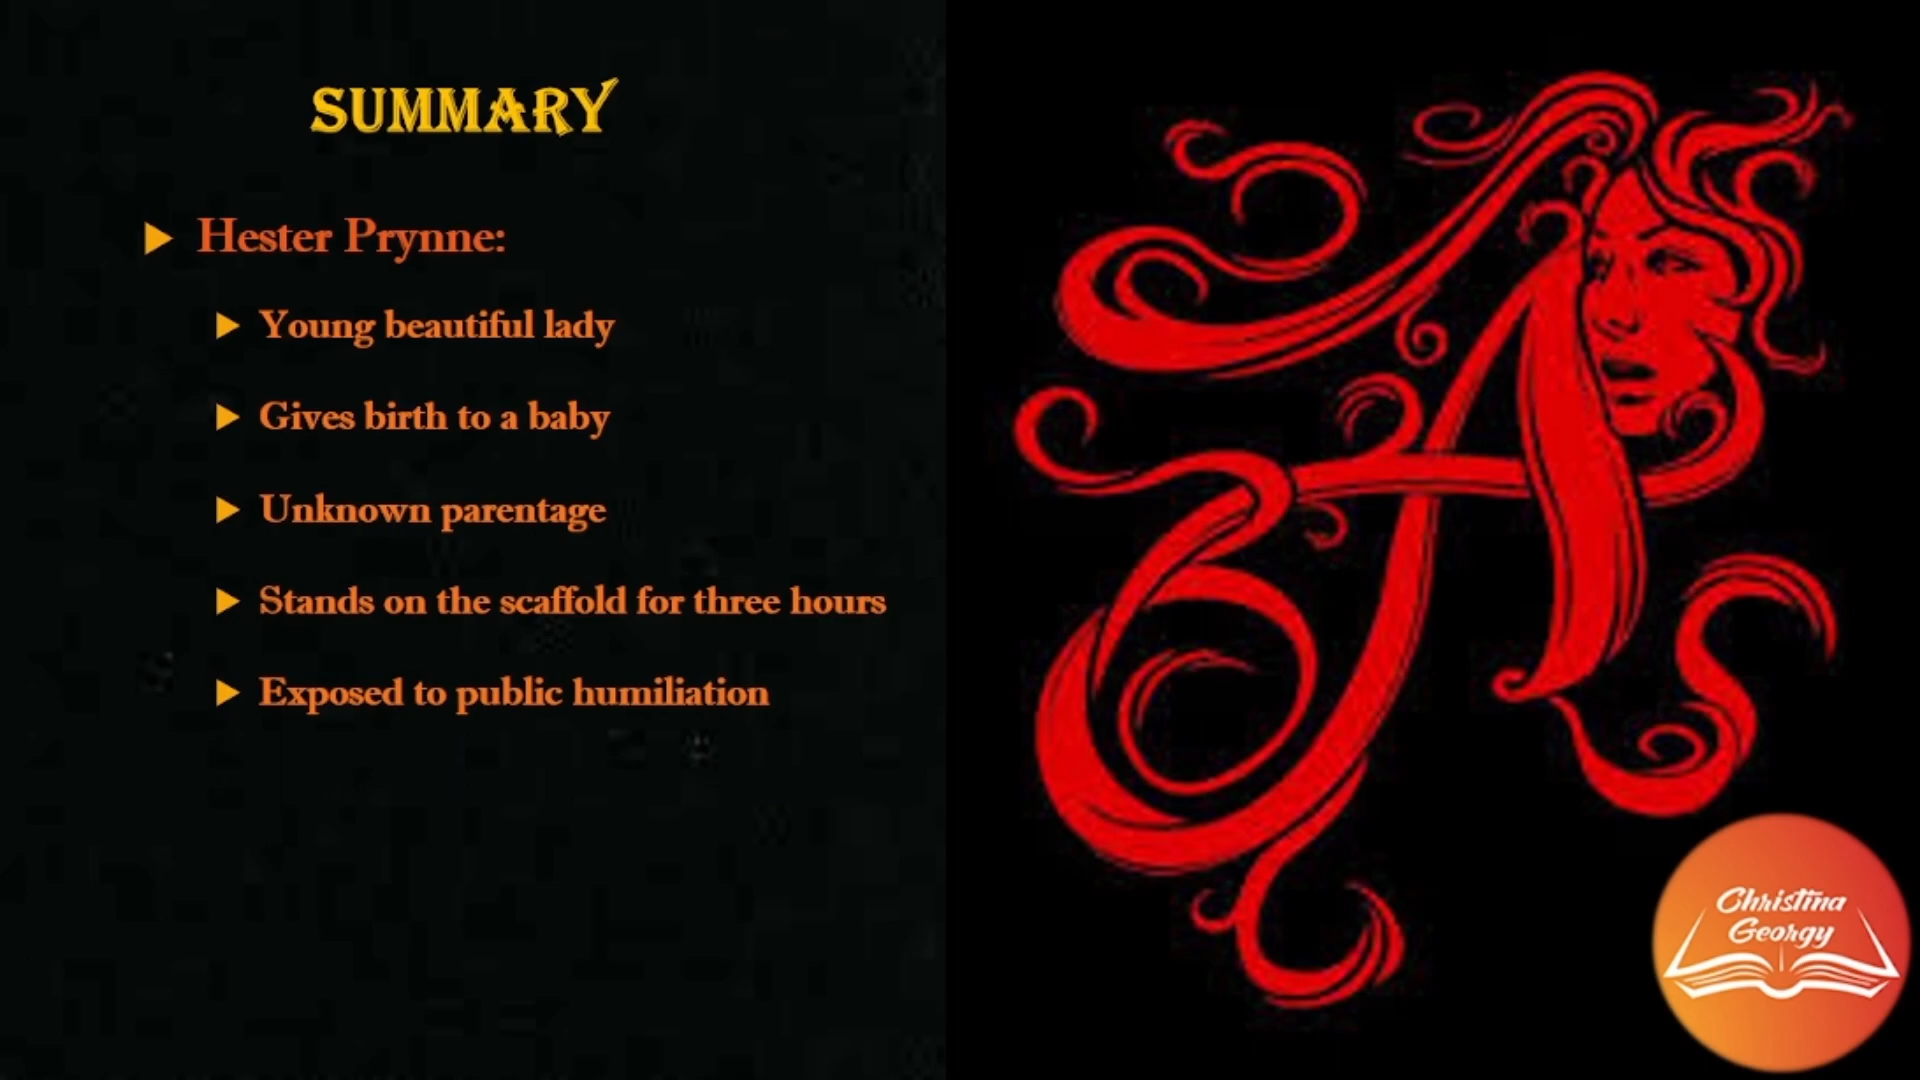 SUMMARY
Hester Prynne:
Young beautiful lady
Gives birth to a baby
Unknown parentage
Stands on the scaffold for three hours
Exposed to public humiliation
A
Christina
Georgy